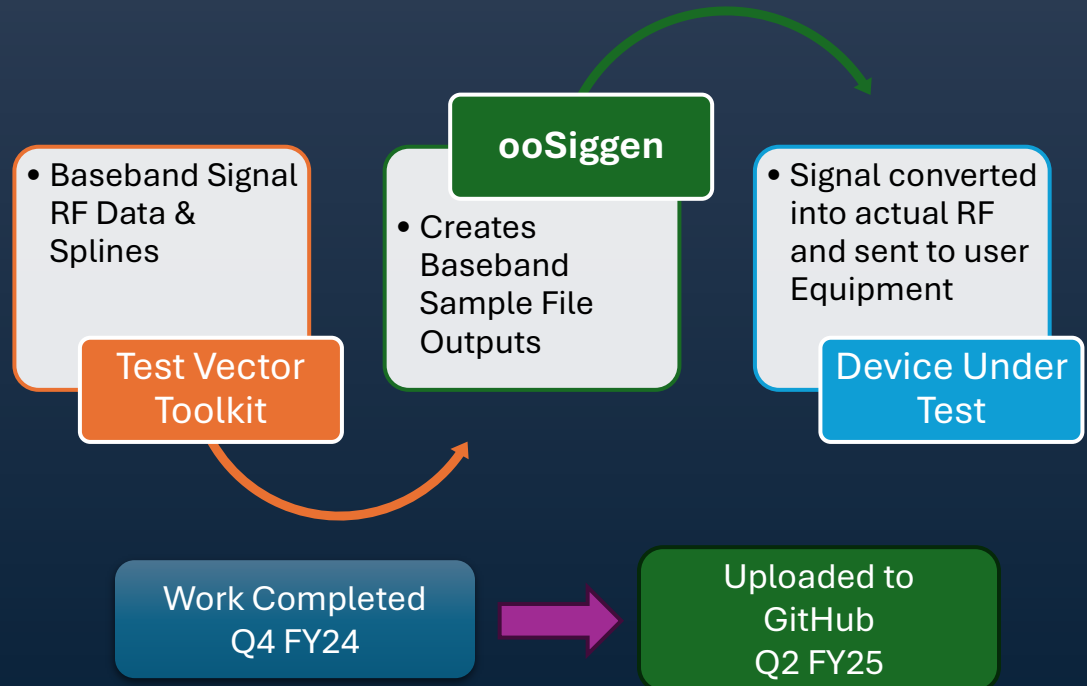 • Baseband Signal
RF Data &
Splines
Test Vector
Toolkit
ooSiggen
• Creates
Baseband
Sample File
Outputs
• Signal converted
into actual RF
and sent to user
Equipment
Device Under
Test
Work Completed
Q4 FY24
Uploaded to
GitHub
Q2 FY25